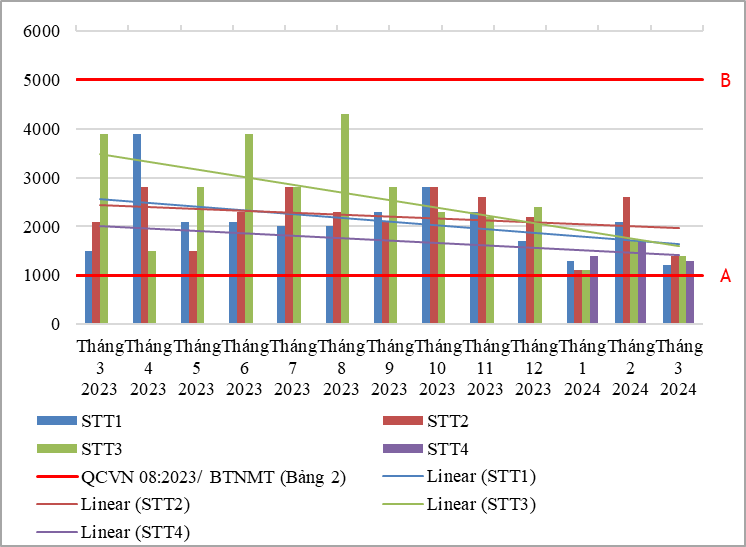 6000
5000
B
4000
3000
2000
1000
A
0
Tháng Tháng Tháng Tháng Tháng Tháng Tháng Tháng Tháng Tháng Tháng Tháng Tháng
3 4 5 6 7 8 9 10 11 12 1 2 3
2023 2023 2023 2023 2023 2023 2023 2023 2023 2023 2024 2024 2024
STT1 STT2
STT3 STT4
QCVN 08:2023/ BTNMT (Bảng 2) Linear (STT1)
Linear (STT2) Linear (STT3)
Linear (STT4)